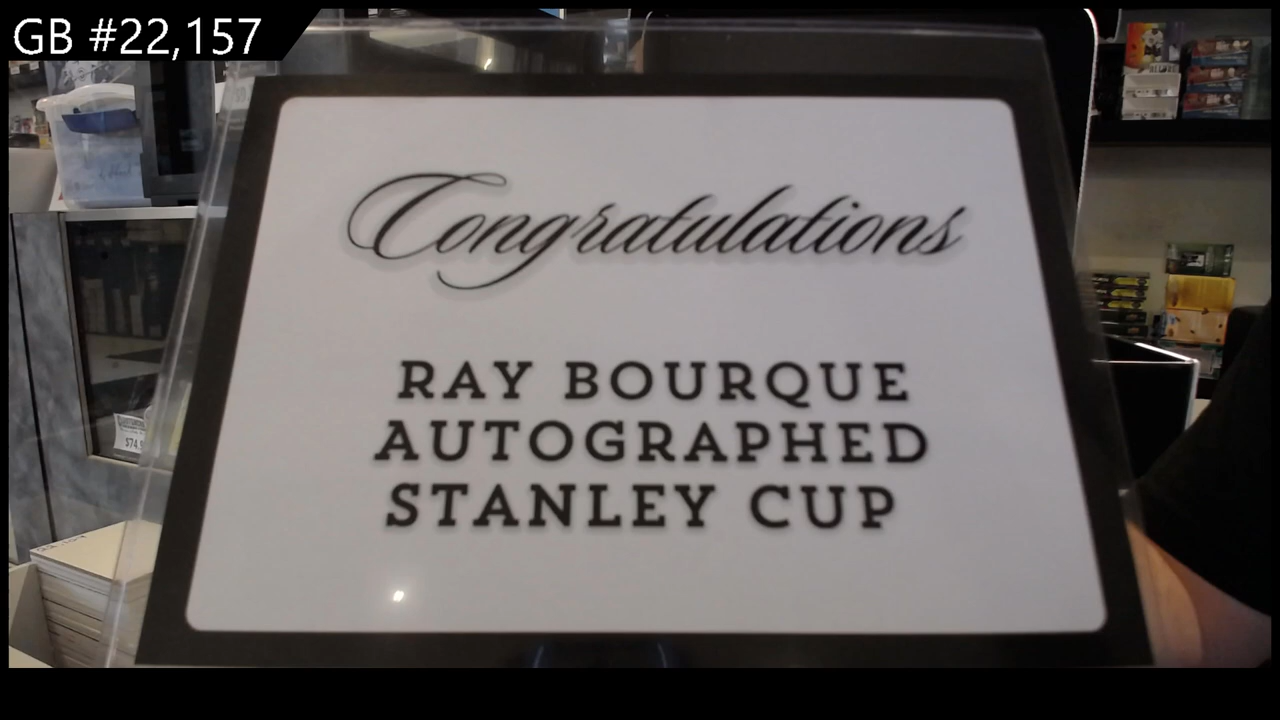 GB #22,157
Congratulations
RAY BOURQUE
AUTOGRAPHED
STANLEY CUP